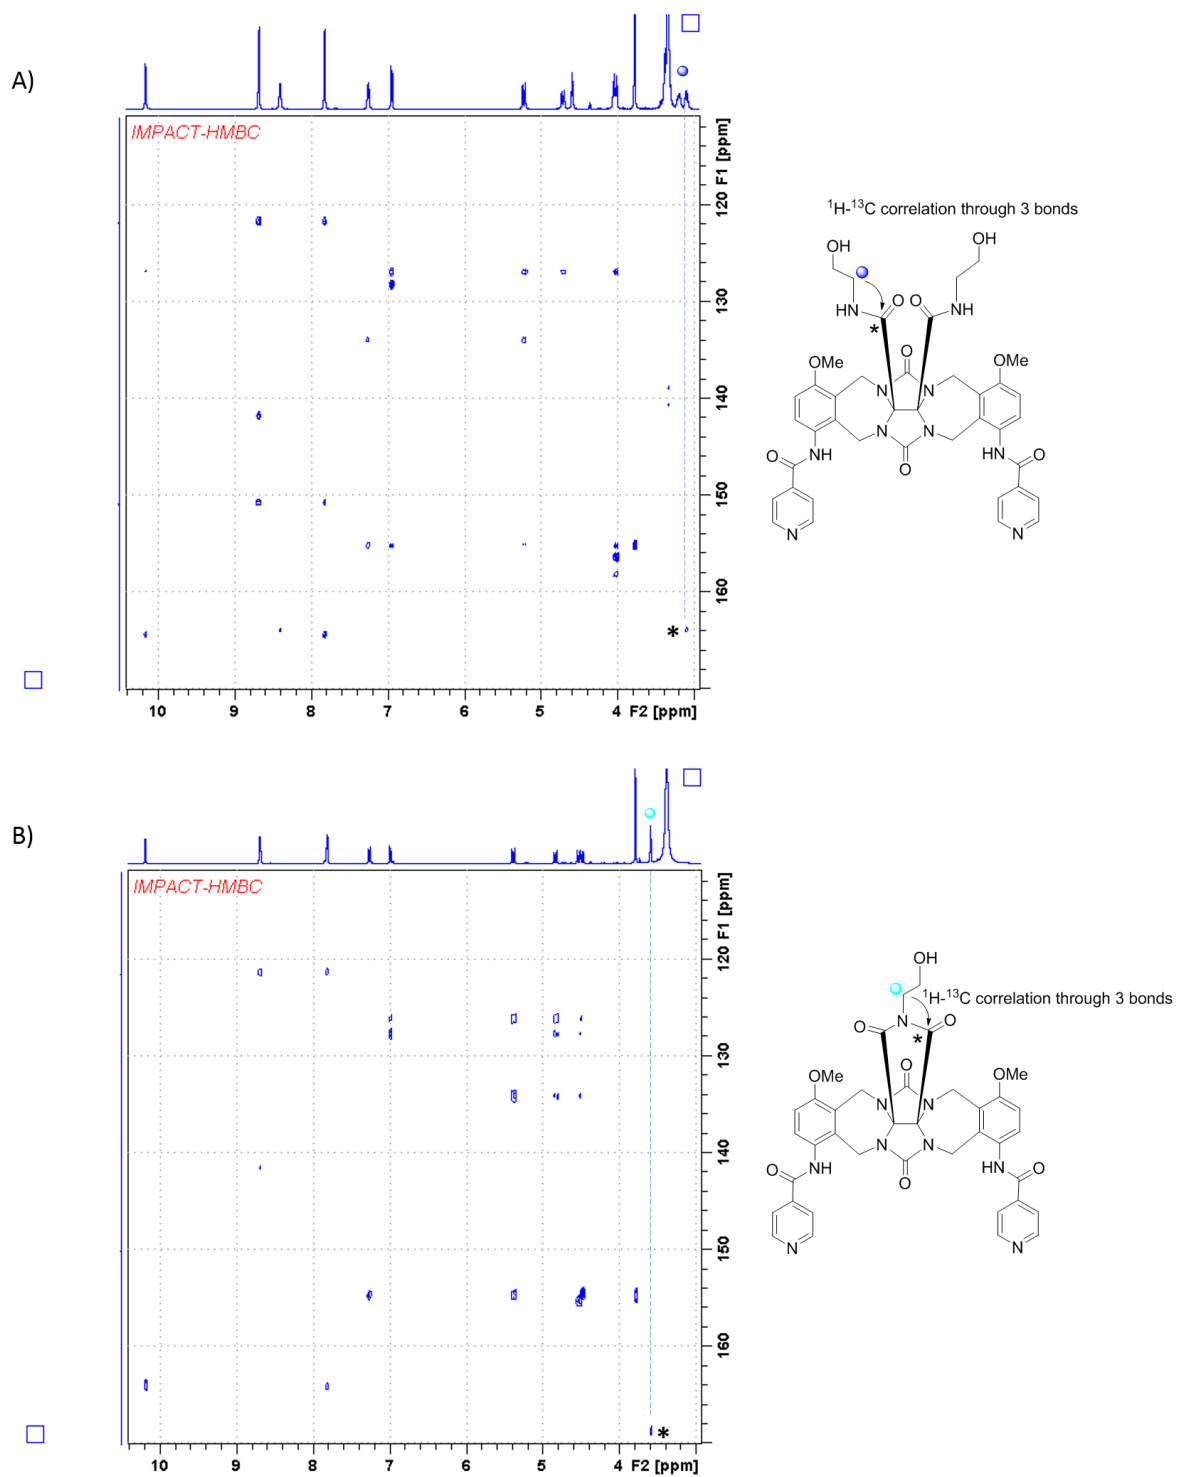 A)
IMPACT-HMBC
120 F1 [ppm]
130
140
150
160
*
10 9 8 7 6 5 4 F2 [ppm]
¹H-¹³C correlation through 3 bonds
OH
OH
HN O O NH
*
OMe O OMe
N N
N N
O NH O HN O
N N
B)
IMPACT-HMBC
120 F1 [ppm]
130
140
150
160
*
10 9 8 7 6 5 4 F2 [ppm]
OH
¹H-¹³C correlation through 3 bonds
N
O O
*
OMe O OMe
N N
N N
O NH O HN O
N N